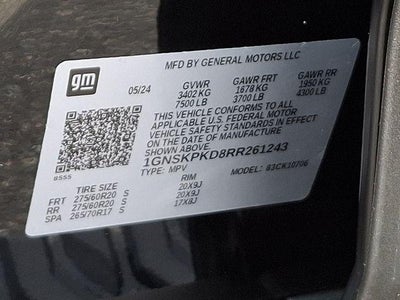 gm
MFD BY GENERAL MOTORS LLC
05/24 GVWR GAWR FRT GAWR RR
3402 KG 1678 KG 1950 KG
7500 LB 3700 LB 4300 LB
THIS VEHICLE CONFORMS TO ALL
APPLICABLE U.S. FEDERAL MOTOR
VEHICLE SAFETY STANDARDS IN EFFECT
ON THE DATE OF MANUFACTURE
SHOWN ABOVE.
1GNSKPKD8RR261243
TYPE: MPV MODEL: 83CK10706
8555
TIRE SIZE RIM
FRT 275/60R20 S 20X9J
RR 275/60R20 S 20X9J
SPA 265/70R17 S 17X8J